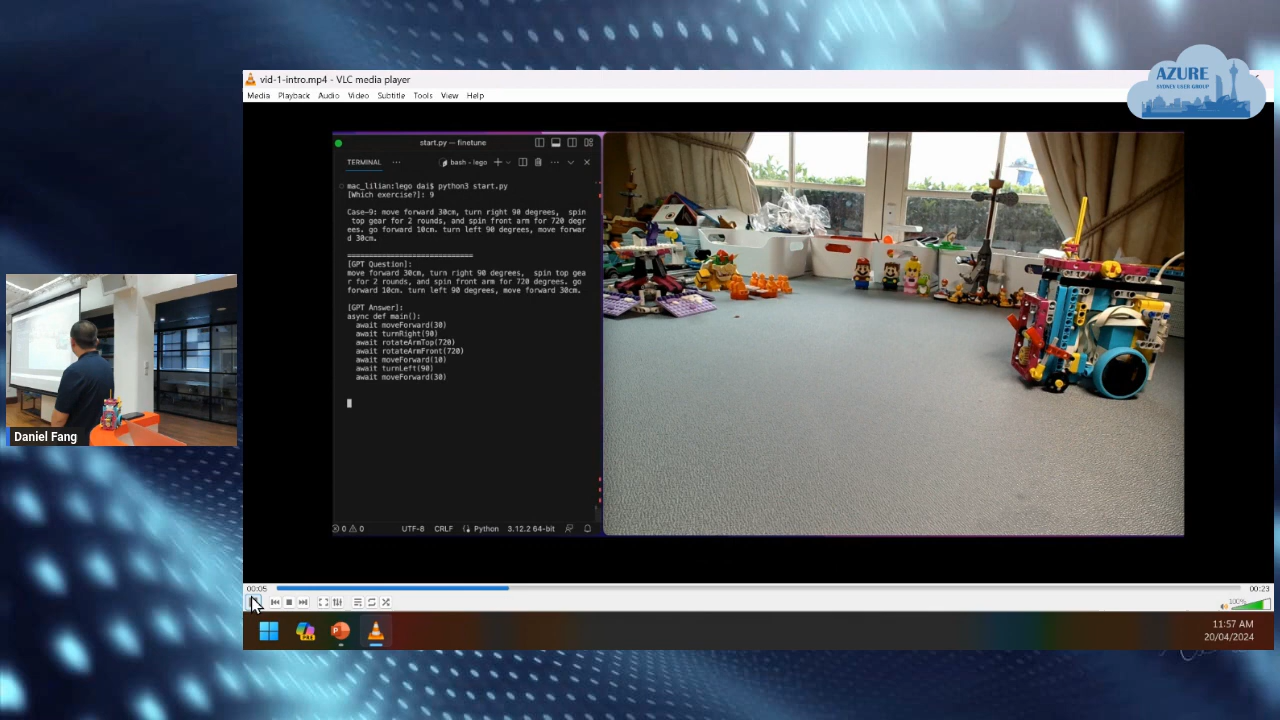 vid-1-intro.mp4 - VLC media player
Media Playback Audio Video Subtitle Tools View Help
AZURE
SYDNEY USER GROUP
start.py — finetune
TERMINAL
bash - lego
mac_lilian:lego dai$ python3 start.py
[Which exercise?]: 9
Case-9: move forward 30cm, turn right 90 degrees,  spin
top gear for 2 rounds, and spin front arm for 720 degr
ees. go forward 10cm. turn left 90 degrees, move forwar
d 30cm.
==============================
[GPT Question]:
move forward 30cm, turn right 90 degrees,  spin top gea
r for 2 rounds, and spin front arm for 720 degrees. go
forward 10cm. turn left 90 degrees, move forward 30cm.
[GPT Answer]:
async def main():
await moveForward(30)
await turnRight(90)
await rotateArmTop(720)
await rotateArmFront(720)
await moveForward(10)
await turnLeft(90)
await moveForward(30)
0 0 UTF-8 CRLF Python 3.12.2 64-bit
Daniel Fang
00:05
00:23
100%
11:57 AM
20/04/2024